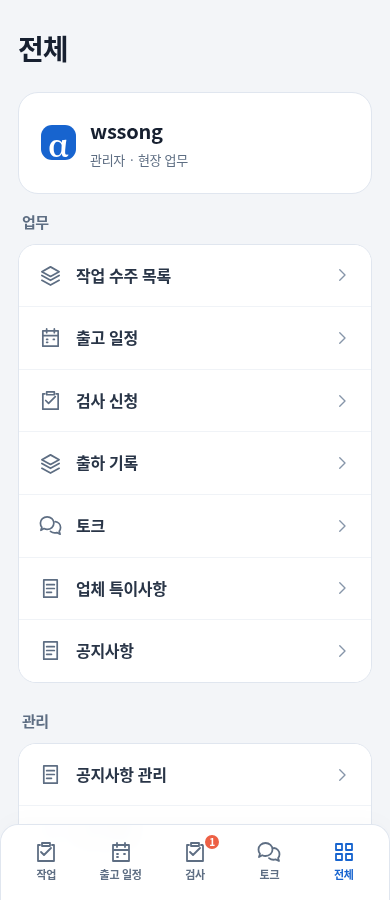 전체
α
wssong
관리자 · 현장 업무
업무
작업 수주 목록
출고 일정
검사 신청
출하 기록
토크
업체 특이사항
공지사항
관리
공지사항 관리
작업
출고 일정
1
검사
토크
전체